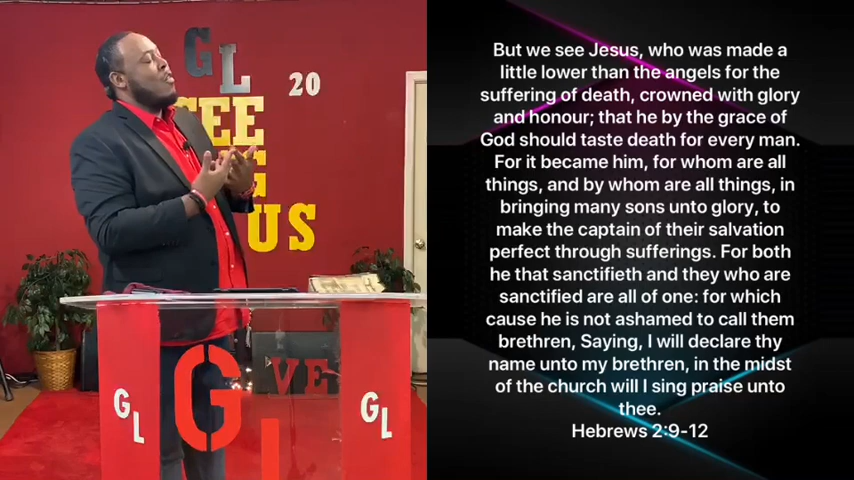 GL
20
SEE
G
US
G L
G
VE
L
G L
But we see Jesus, who was made a
little lower than the angels for the
suffering of death, crowned with glory
and honour; that he by the grace of
God should taste death for every man.
For it became him, for whom are all
things, and by whom are all things, in
bringing many sons unto glory, to
make the captain of their salvation
perfect through sufferings. For both
he that sanctifieth and they who are
sanctified are all of one: for which
cause he is not ashamed to call them
brethren, Saying, I will declare thy
name unto my brethren, in the midst
of the church will I sing praise unto
thee.
Hebrews 2:9-12